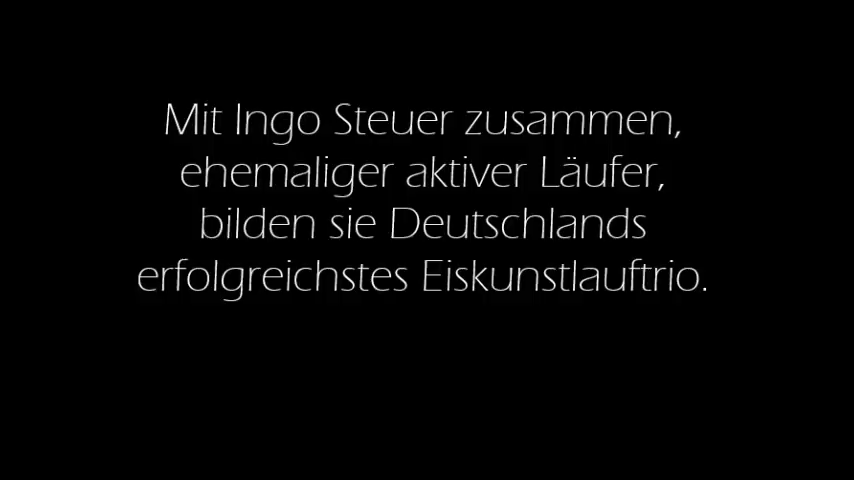 Mit Ingo Steuer zusammen,
ehemaliger aktiver Läufer,
bilden sie Deutschlands
erfolgreichstes Eiskunstlauftrio.